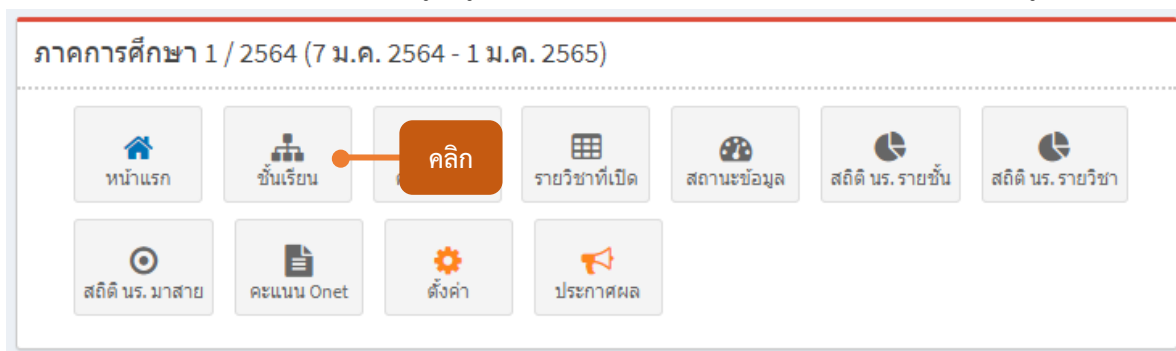 ภาคการศึกษา 1 / 2564 (7 ม.ค. 2564 - 1 ม.ค. 2565)
คลิก
หน้าแรก ชั้นเรียน รายวิชาที่เปิด สถานะข้อมูล สถิติ นร. รายชั้น สถิติ นร. รายวิชา
สถิติ นร. มาสาย คะแนน Onet ตั้งค่า ประกาศผล